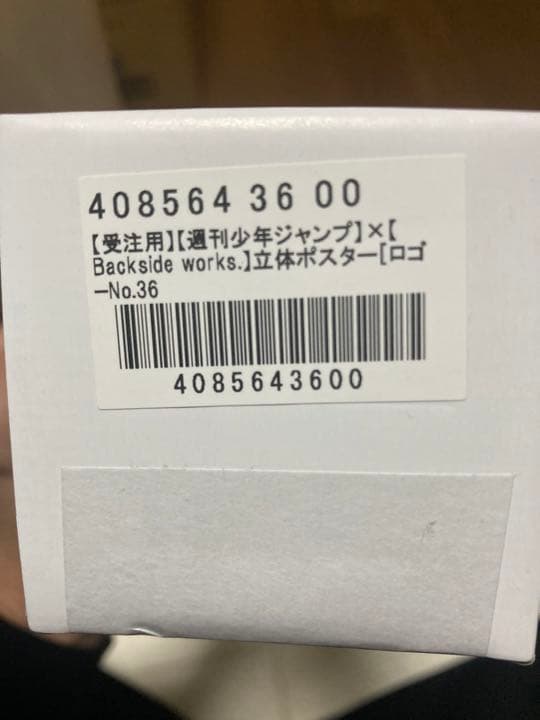 408564 36 00
【受注用】【週刊少年ジャンプ】×【
Backside works.】立体ポスター[ロゴ
ーNo.36
4085643600